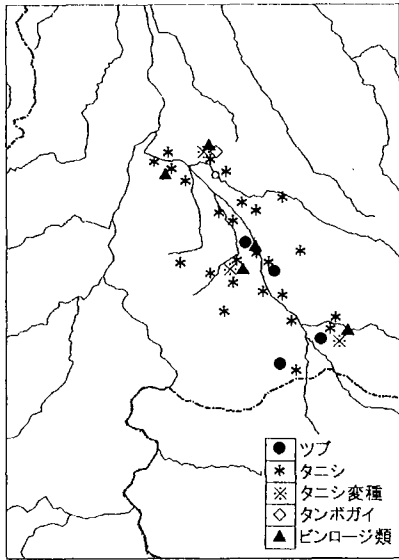 ツブ
タニシ
タニシ変種
タンボガイ
ビンロージ類